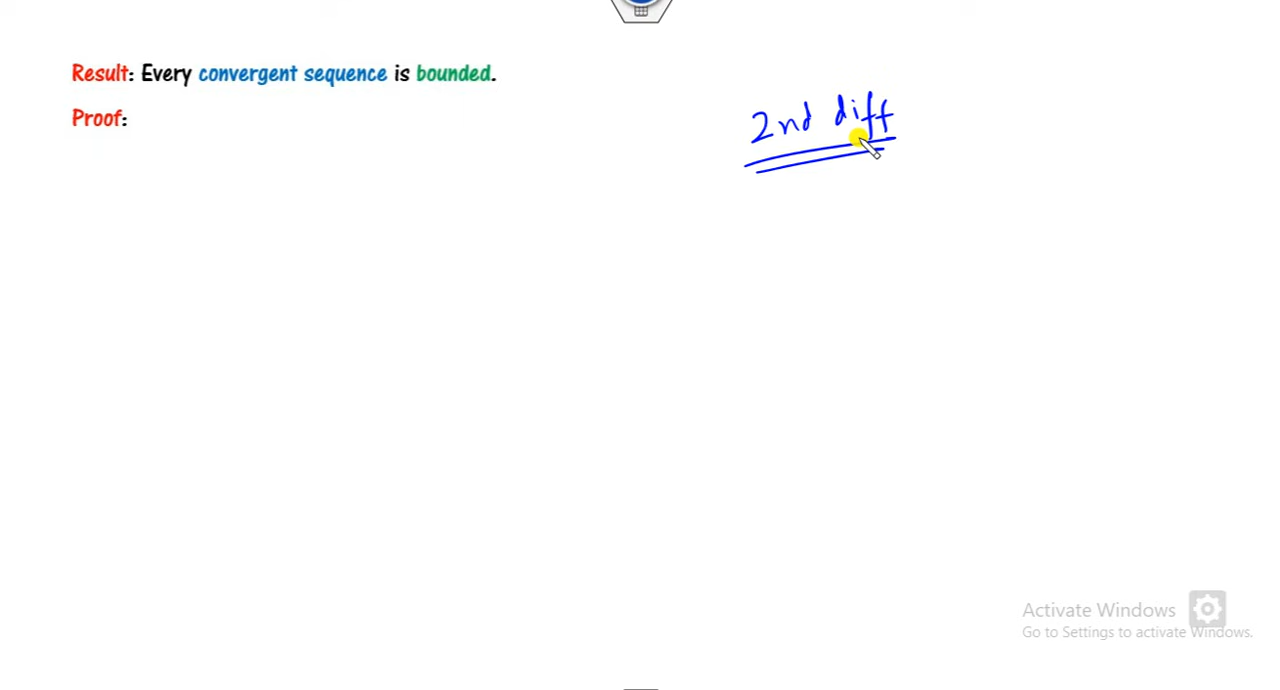 Result: Every convergent sequence is bounded.
Proof:
2nd diff
Activate Windows
Go to Settings to activate Windows.